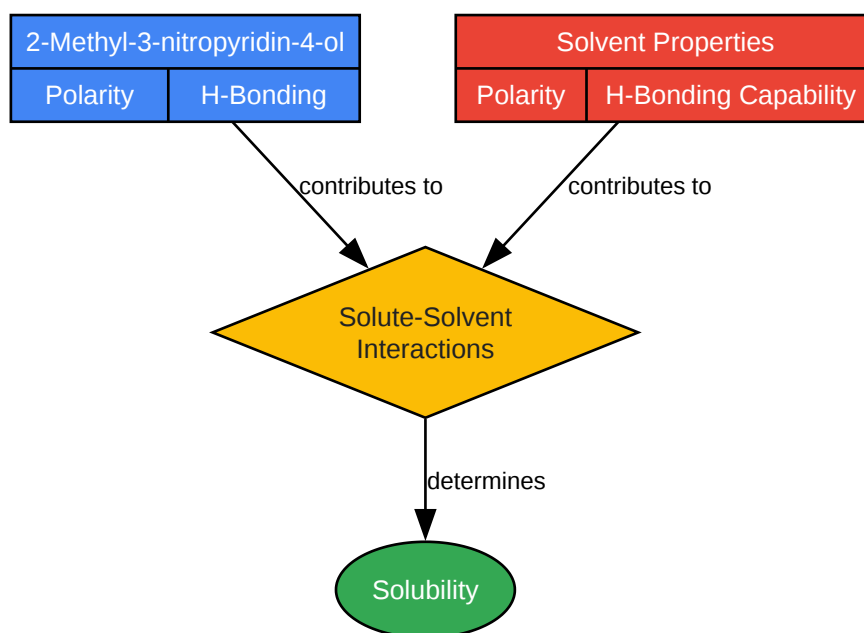 2-Methyl-3-nitropyridin-4-ol
Polarity
H-Bonding
Solvent Properties
Polarity
H-Bonding Capability
contributes to
contributes to
Solute-Solvent
Interactions
determines
Solubility